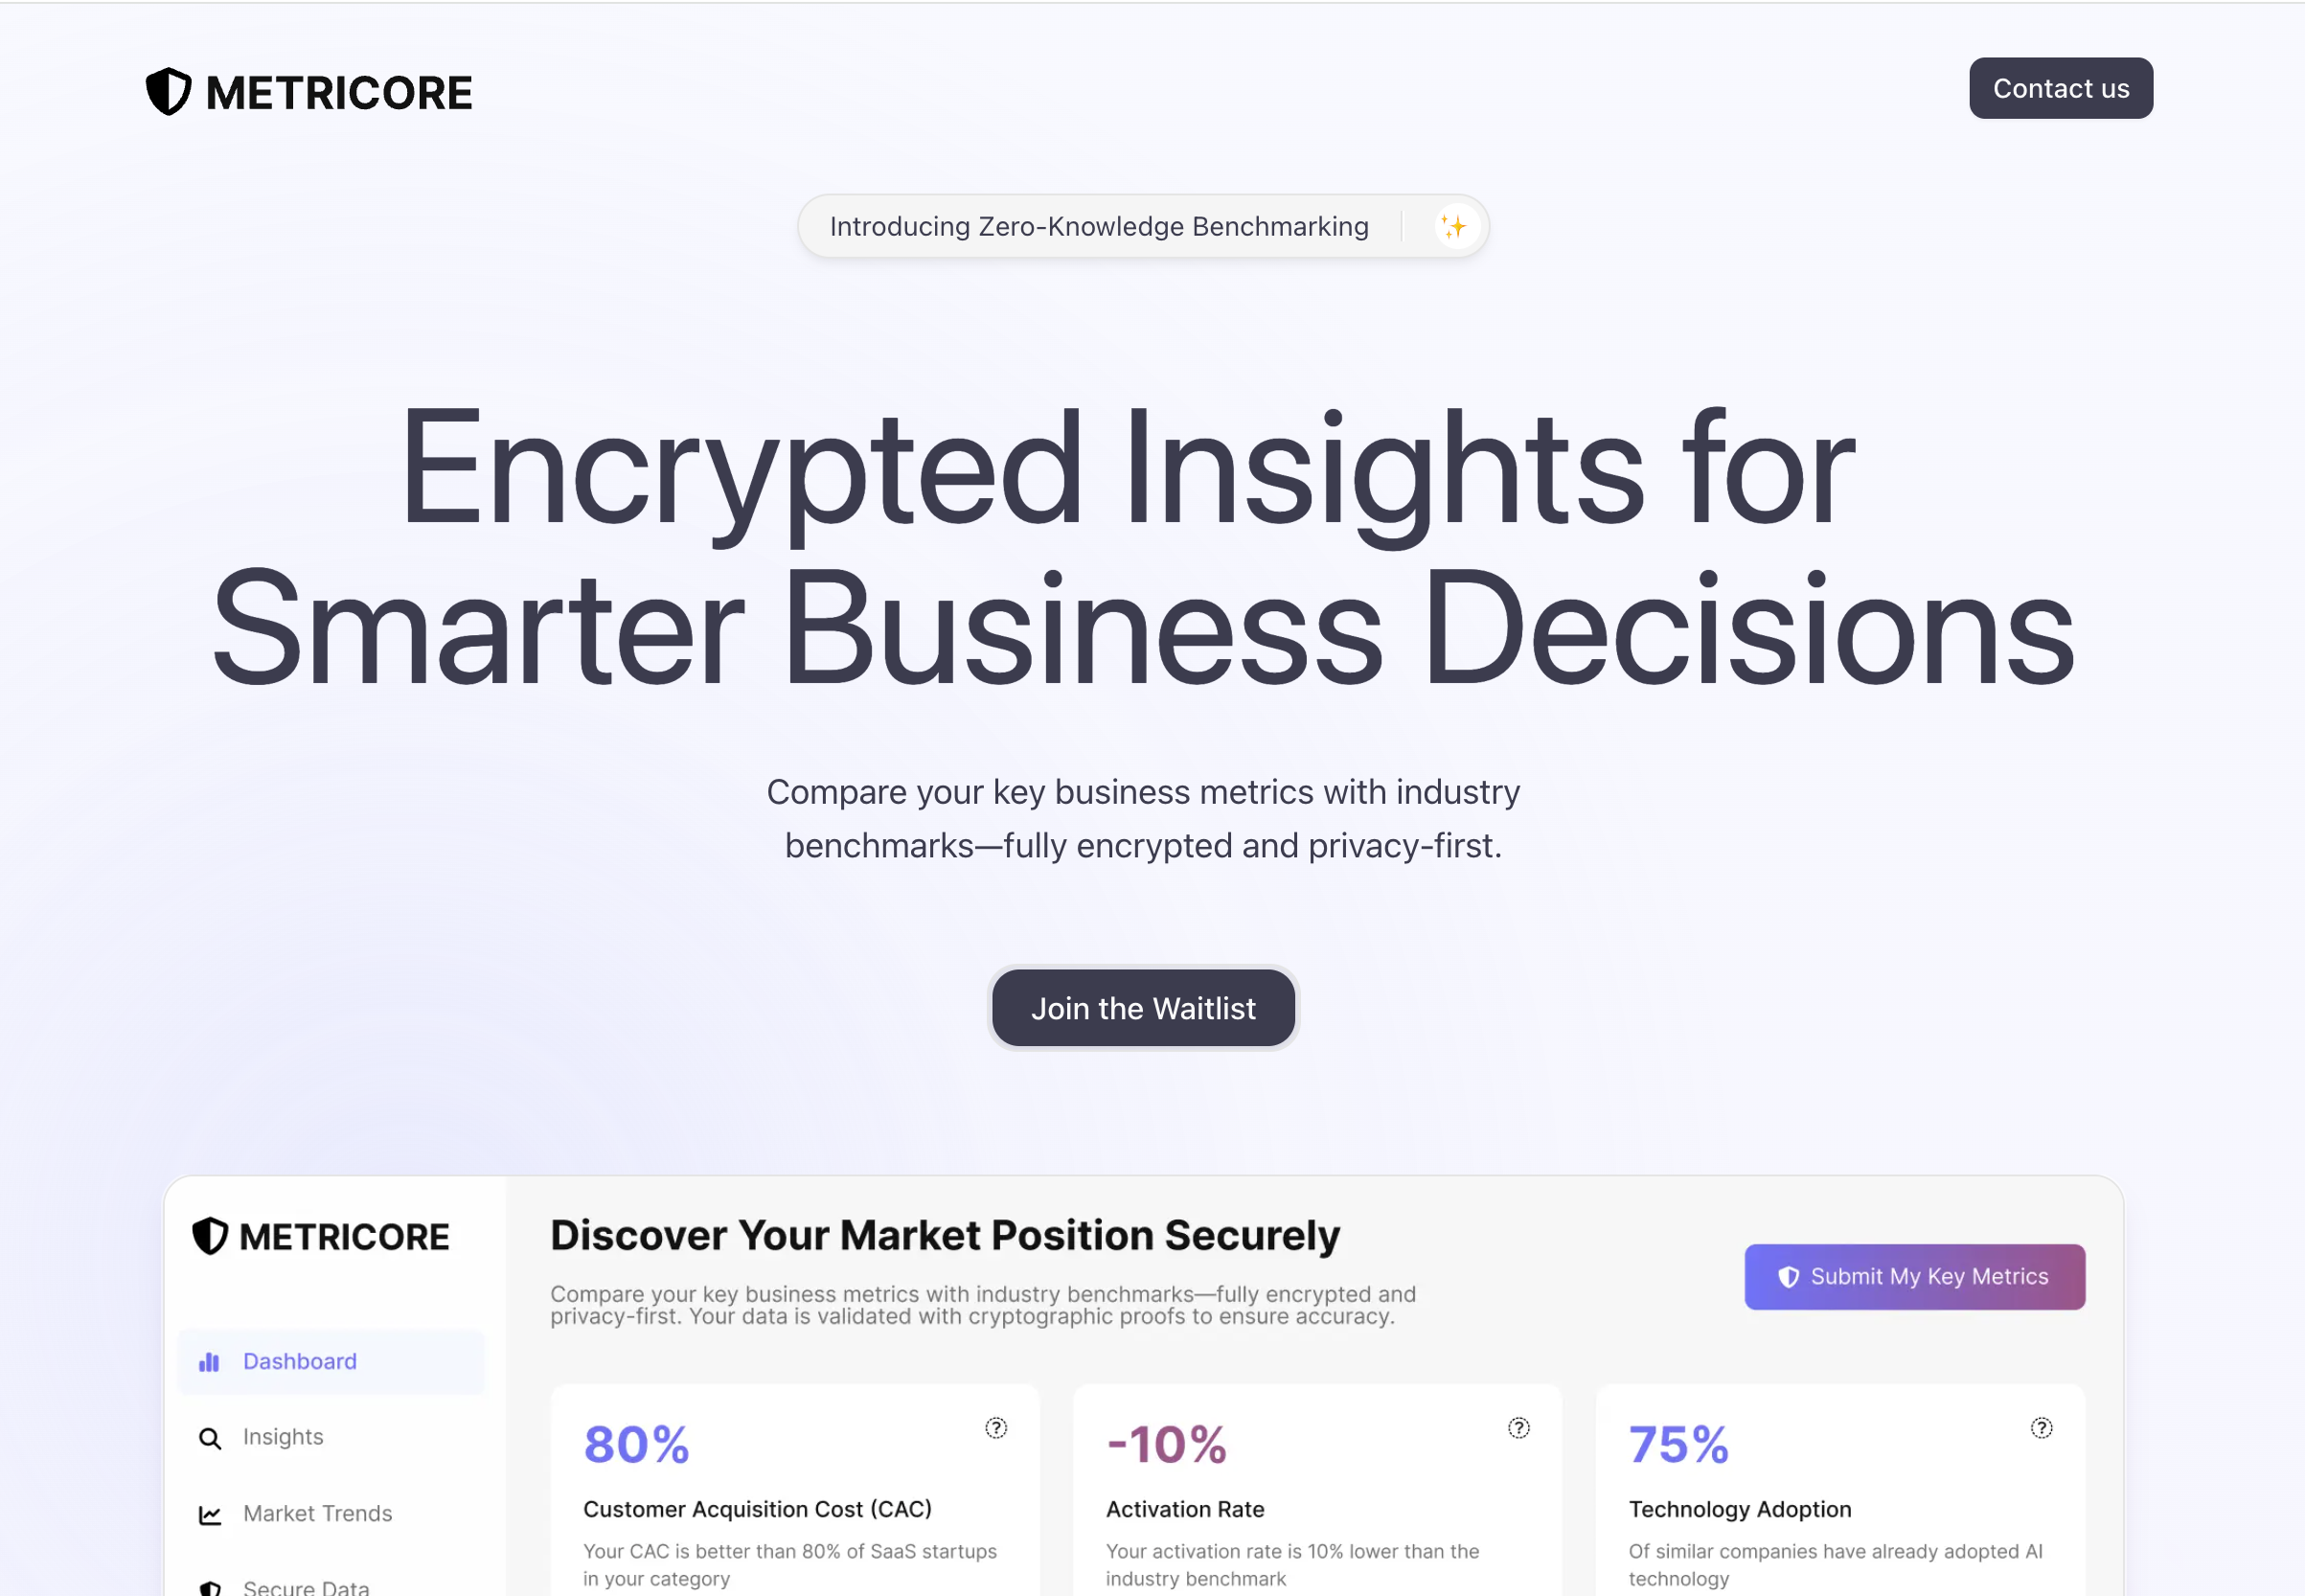 METRICORE
Contact us
Introducing Zero-Knowledge Benchmarking
Encrypted Insights for
Smarter Business Decisions
Compare your key business metrics with industry
benchmarks—fully encrypted and privacy-first.
Join the Waitlist
METRICORE
Dashboard
Insights
Market Trends
Secure Data
Discover Your Market Position Securely
Compare your key business metrics with industry benchmarks—fully encrypted and
privacy-first. Your data is validated with cryptographic proofs to ensure accuracy.
Submit My Key Metrics
80%
?
Customer Acquisition Cost (CAC)
Your CAC is better than 80% of SaaS startups
in your category
-10%
?
Activation Rate
Your activation rate is 10% lower than the
industry benchmark
75%
?
Technology Adoption
Of similar companies have already adopted AI
technology